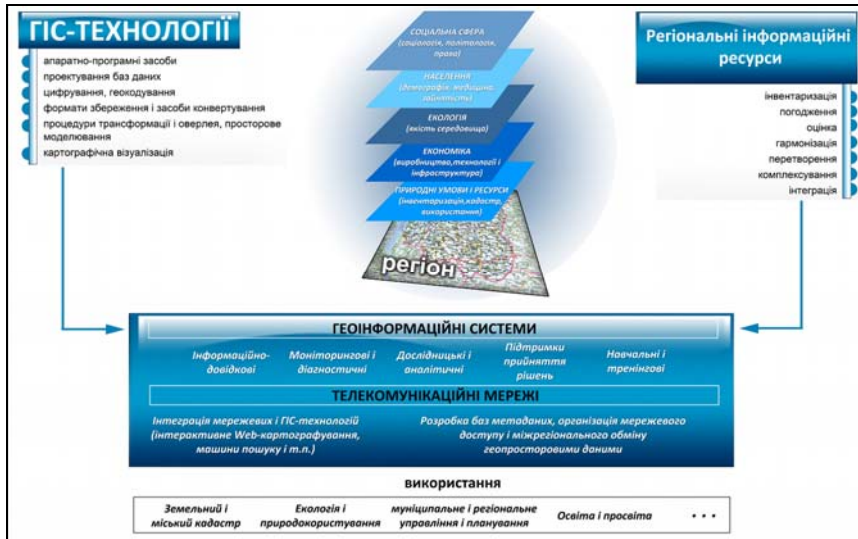 ГІС-ТЕХНОЛОГІЇ
апаратно-програмні засоби
проектування баз даних
цифрування, геокодування
формати збереження і засоби конвертування
процедури трансформації і оверлея, просторове
моделювання
картографічна візуалізація
СОЦІАЛЬНА СФЕРА
(соціологія, політологія,
право)
НАСЕЛЕННЯ
(демографія, медицина,
зайнятість)
ЕКОЛОГІЯ
(якість середовища)
ЕКОНОМІКА
(виробництво,технології і
інфраструктура)
ПРИРОДНІ УМОВИ І РЕСУРСИ
(інвентаризація,кадастр,
використання)
регіон
Регіональні інформаційні
ресурси
інвентаризація
погодження
оцінка
гармонізація
перетворення
комплексування
інтеграція
ГЕОІНФОРМАЦІЙНІ СИСТЕМИ
Інформаційно-
довідкові
Моніторингові і
діагностичні
Дослідницькі і
аналітичні
Підтримки
прийняття
рішень
Навчальні і
тренінгові
ТЕЛЕКОМУНІКАЦІЙНІ МЕРЕЖІ
Інтеграція мережевих і ГІС-технологій
(інтерактивне Web-картографування,
машини пошуку і т.п.)
Розробка баз метаданих, організація мережевого
доступу і міжрегіонального обміну
геопросторовими даними
використання
Земельний і
міський кадастр
Екологія і
природокористування
муніципальне і регіональне
управління і планування
Освіта і просвіта
• • •